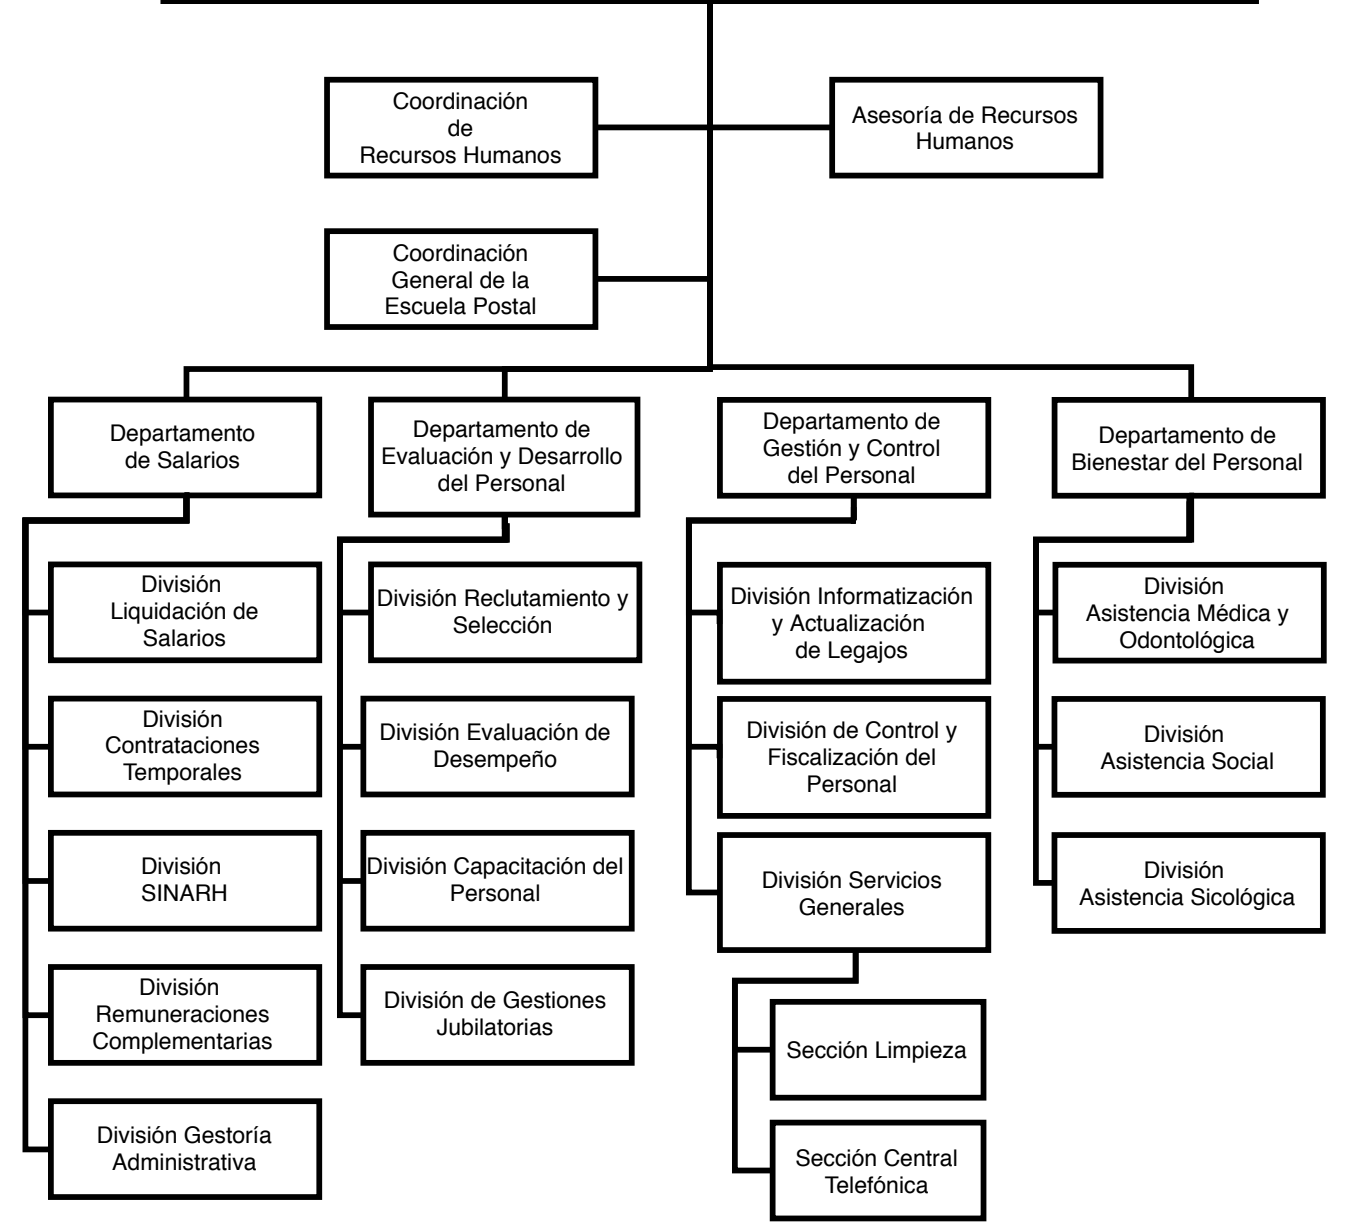 Coordinación
de
Recursos Humanos
Asesoría de Recursos
Humanos
Coordinación
General de la
Escuela Postal
Departamento
de Salarios
Departamento de
Evaluación y Desarrollo
del Personal
Departamento de
Gestión y Control
del Personal
Departamento de
Bienestar del Personal
División
Liquidación de
Salarios
División Reclutamiento y
Selección
División Informatización
y Actualización
de Legajos
División
Asistencia Médica y
Odontológica
División
Contrataciones
Temporales
División Evaluación de
Desempeño
División de Control y
Fiscalización del
Personal
División
Asistencia Social
División
SINARH
División Capacitación del
Personal
División Servicios
Generales
División
Asistencia Sicológica
División
Remuneraciones
Complementarias
División de Gestiones
Jubilatorias
Sección Limpieza
División Gestoría
Administrativa
Sección Central
Telefónica